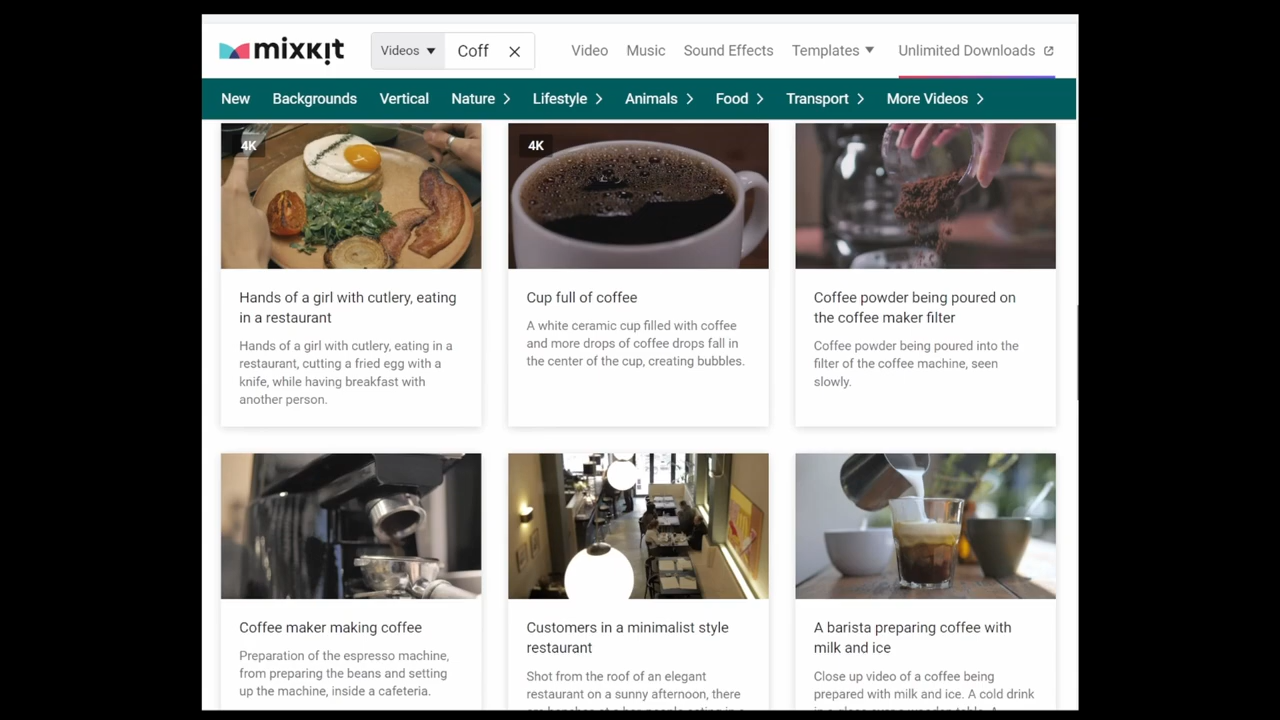 mixkit
Videos
Coff
Video Music Sound Effects Templates Unlimited Downloads
New Backgrounds Vertical Nature Lifestyle Animals Food Transport More Videos
4K
4K
Hands of a girl with cutlery, eating
in a restaurant
Hands of a girl with cutlery, eating in a
restaurant, cutting a fried egg with a
knife, while having breakfast with
another person.
Cup full of coffee
A white ceramic cup filled with coffee
and more drops of coffee drops fall in
the center of the cup, creating bubbles.
Coffee powder being poured on
the coffee maker filter
Coffee powder being poured into the
filter of the coffee machine, seen
slowly.
Coffee maker making coffee
Preparation of the espresso machine,
from preparing the beans and setting
up the machine, inside a cafeteria.
Customers in a minimalist style
restaurant
Shot from the roof of an elegant
restaurant on a sunny afternoon, there
A barista preparing coffee with
milk and ice
Close up video of a coffee being
prepared with milk and ice. A cold drink